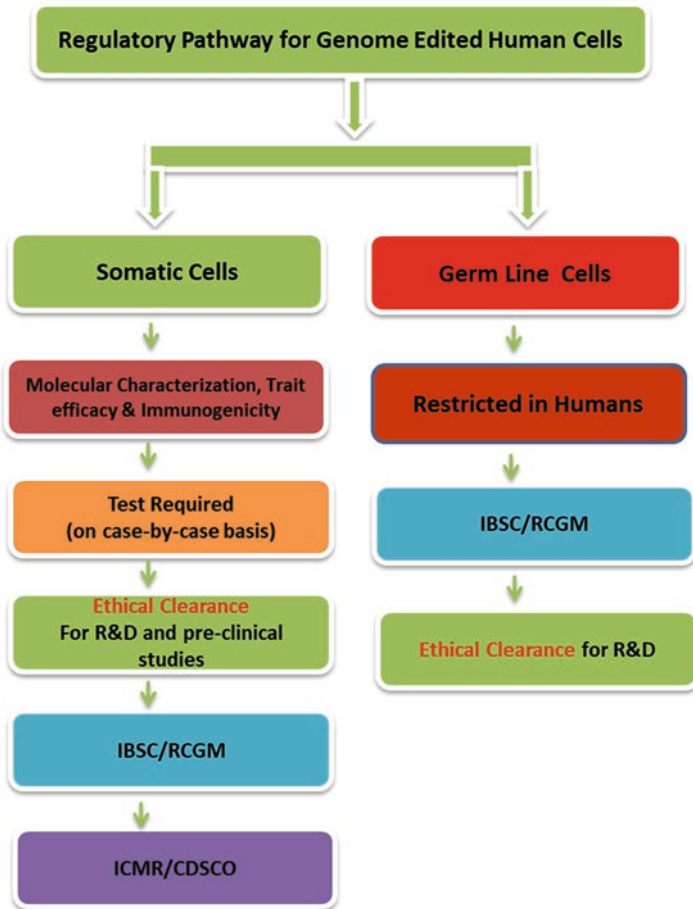 Regulatory Pathway for Genome Edited Human Cells
Somatic Cells
Molecular Characterization, Trait
efficacy & Immunogenicity
Test Required
(on case-by-case basis)
Ethical Clearance
For R&D and pre-clinical
studies
IBSC/RCGM
ICMR/CDSCO
Germ Line Cells
Restricted in Humans
IBSC/RCGM
Ethical Clearance for R&D